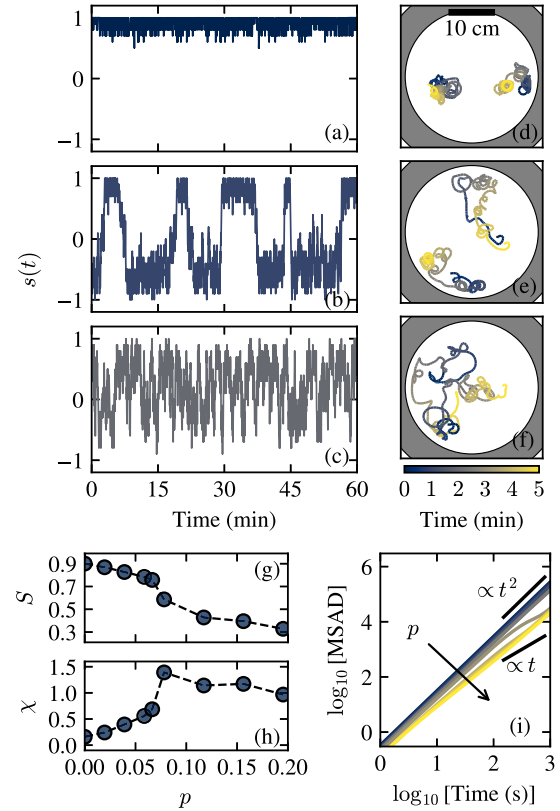 1
0
−1
(a)
1
0
−1
(b)
s(t)
1
0
−1
(c)
0 15 30 45 60
Time (min)
10 cm
(d)
(e)
(f)
0 1 2 3 4 5
Time (min)
0.9
0.7
0.5
0.3
S
(g)
1.5
1.0
0.5
0.0
χ
(h)
0.00 0.05 0.10 0.15 0.20
p
6
4
2
0
log₁₀ [MSAD]
∝ t²
p
∝ t
(i)
0 1 2 3
log₁₀ [Time (s)]